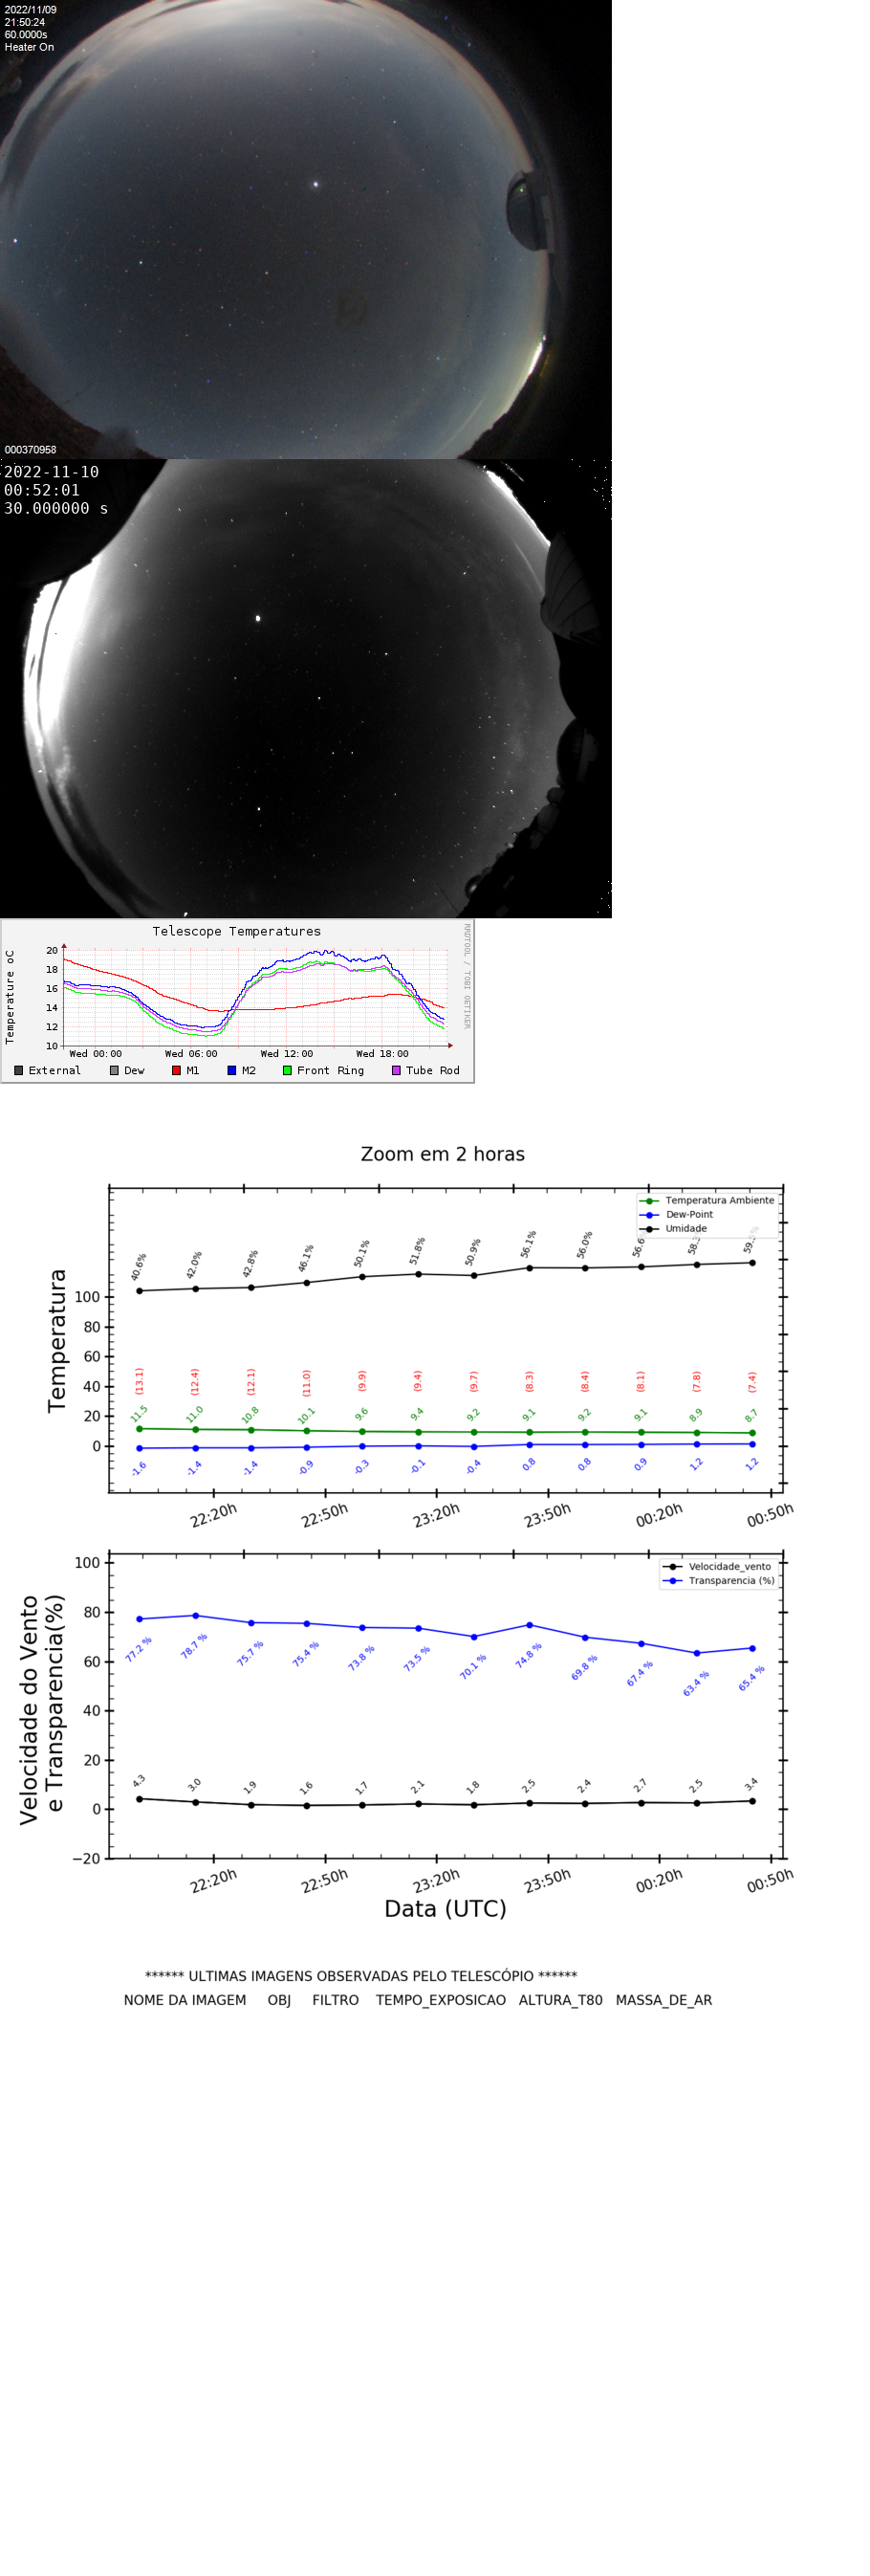 2022/11/09
21:50:24
60.0000s
Heater On
000370958
2022-11-10
00:52:01
30.000000 s
Telescope Temperatures
Temperature oC
20
18
16
14
12
10
Wed 00:00 Wed 06:00 Wed 12:00 Wed 18:00
External Dew M1 M2 Front Ring Tube Rod
RRDTOOL / TOBI OETIKER
Zoom em 2 horas
Temperatura
100
80
60
40
20
0
Temperatura Ambiente
Dew-Point
Umidade
40.6% 42.0% 42.8% 46.1% 50.1% 51.8% 50.9% 56.1% 56.0%
(13.1) (12.4) (12.1) (11.0) (9.9) (9.4) (9.7) (8.3) (8.4) (8.1) (7.8) (7.4)
11.5 11.0 10.8 10.1 9.6 9.4 9.2 9.1 9.2 9.1 8.9 8.7
-1.6 -1.4 -1.4 -0.9 -0.3 -0.1 -0.4 0.8 0.8 0.9 1.2 1.2
22:20h 22:50h 23:20h 23:50h 00:20h 00:50h
Velocidade do Vento
e Transparencia(%)
100
80
60
40
20
0
−20
Velocidade_vento
Transparencia (%)
77.2 % 78.7 % 75.7 % 75.4 % 73.8 % 73.5 % 70.1 % 74.8 % 69.8 % 67.4 % 63.4 % 65.4 %
4.3 3.0 1.9 1.6 1.7 2.1 1.8 2.5 2.4 2.7 2.5 3.4
22:20h 22:50h 23:20h 23:50h 00:20h 00:50h
Data (UTC)
****** ULTIMAS IMAGENS OBSERVADAS PELO TELESCÓPIO ******
NOME DA IMAGEM OBJ FILTRO TEMPO_EXPOSICAO ALTURA_T80 MASSA_DE_AR